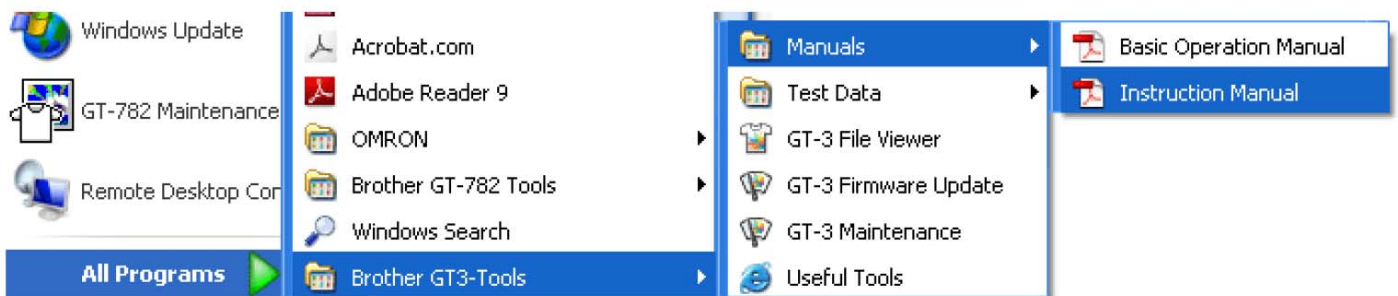 Windows Update
GT-782 Maintenance
Remote Desktop Con
All Programs
Acrobat.com
Adobe Reader 9
OMRON
Brother GT-782 Tools
Windows Search
Brother GT3-Tools
Manuals
Test Data
GT-3 File Viewer
GT-3 Firmware Update
GT-3 Maintenance
Useful Tools
Basic Operation Manual
Instruction Manual